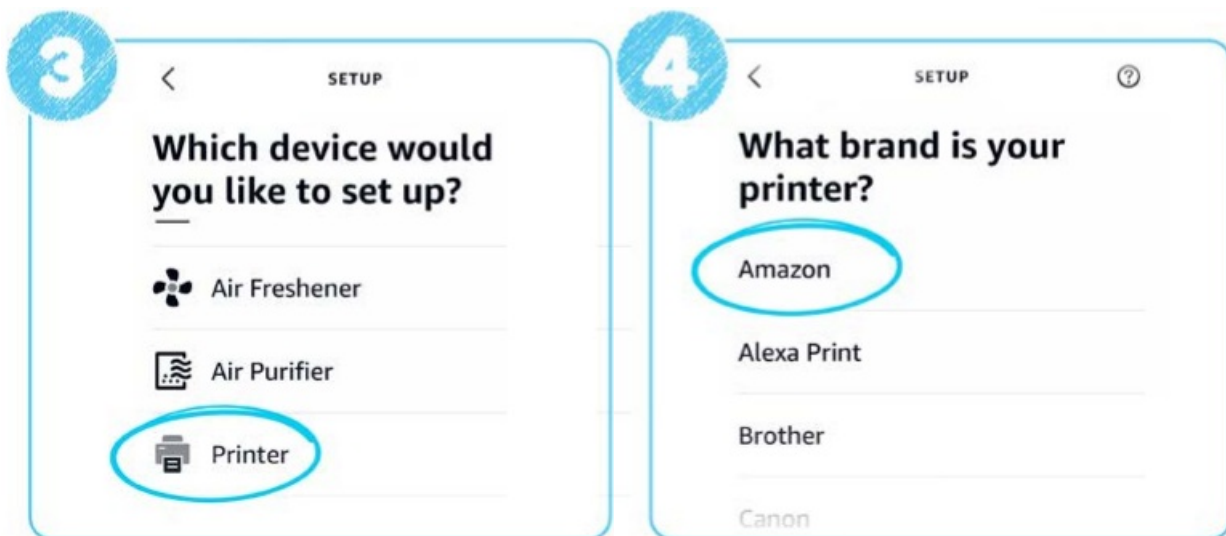 3
SETUP
Which device would
you like to set up?
Air Freshener
Air Purifier
Printer
4
SETUP
?
What brand is your
printer?
Amazon
Alexa Print
Brother
Canon